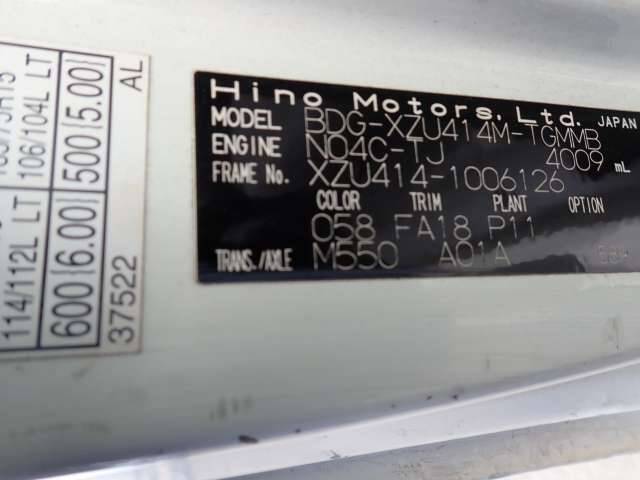 Hino Motors, Ltd. JAPAN
MODEL BDG-XZU414M-TGMMB
ENGINE N04C-TJ 4009 mL
FRAME No. XZU414-1006126
COLOR TRIM PLANT OPTION
058 FA18 P11
TRANS./AXLE M550 A01A
114/112L LT 106/104L LT
600(6.00) 500(5.00)
37522 AL